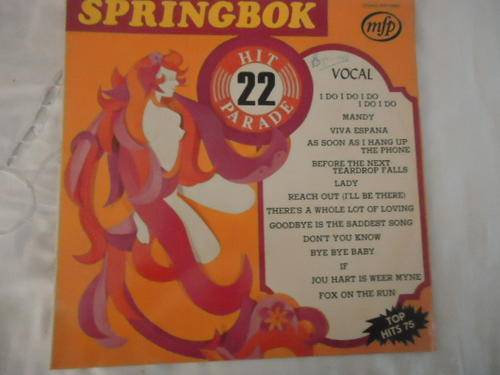 SPRINGBOK
mfp
HIT
22
PARADE
VOCAL
I DO I DO I DO
I DO I DO
MANDY
VIVA ESPANA
AS SOON AS I HANG UP
THE PHONE
BEFORE THE NEXT
TEARDROP FALLS
LADY
REACH OUT (I'LL BE THERE)
THERE'S A WHOLE LOT OF LOVING
GOODBYE IS THE SADDEST SONG
DON'T YOU KNOW
BYE BYE BABY
IF
JOU HART IS WEER MYNE
FOX ON THE RUN
TOP
HITS 75